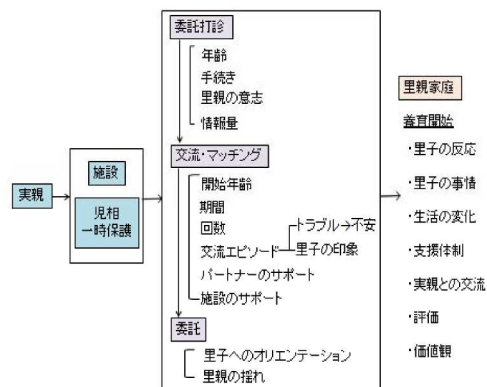 実親
施設
児相
一時保護
委託打診
年齢
手続き
里親の意志
情報量
交流・マッチング
開始年齢
期間
回数
交流エピソード
トラブル→不安
里子の印象
パートナーのサポート
施設のサポート
委託
里子へのオリエンテーション
里親の揺れ
里親家庭
養育開始
・里子の反応
・里子の事情
・生活の変化
・支援体制
・実親との交流
・評価
・価値観